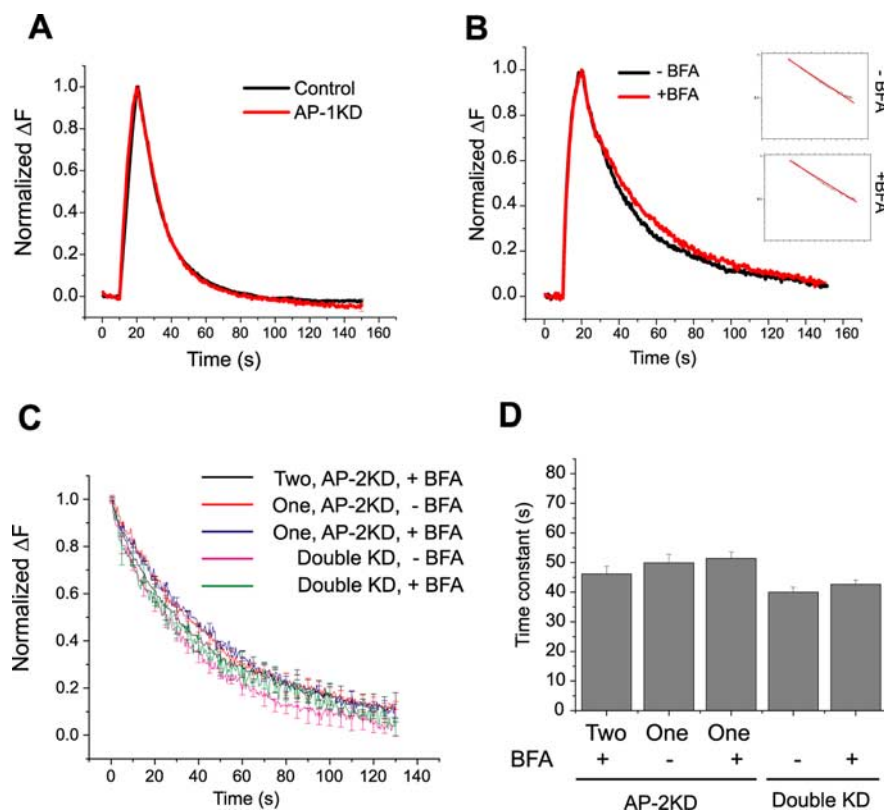 A
Normalized ΔF
1.0
0.8
0.6
0.4
0.2
0.0
Control
AP-1KD
0 20 40 60 80 100 120 140 160
Time (s)
B
Normalized ΔF
1.0
0.8
0.6
0.4
0.2
0.0
- BFA
+BFA
- BFA
+BFA
0 20 40 60 80 100 120 140 160
Time (s)
C
Normalized ΔF
1.0
0.8
0.6
0.4
0.2
0.0
Two, AP-2KD, + BFA
One, AP-2KD, - BFA
One, AP-2KD, + BFA
Double KD, - BFA
Double KD, + BFA
0 20 40 60 80 100 120 140
Time (s)
D
Time constant (s)
80
70
60
50
40
30
20
10
0
Two One One
BFA + - + - +
AP-2KD Double KD